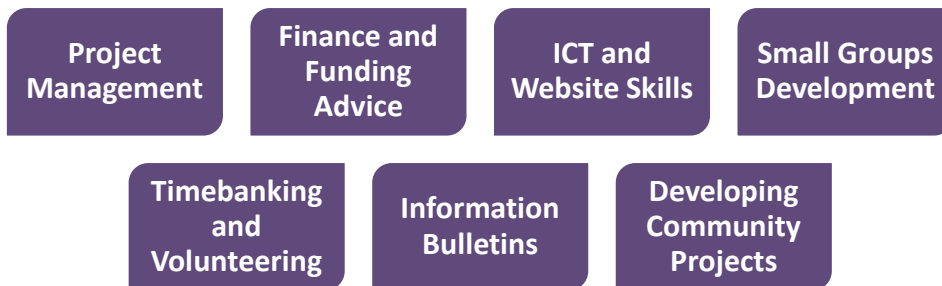 Project
Management
Finance and
Funding
Advice
ICT and
Website Skills
Small Groups
Development
Timebanking
and
Volunteering
Information
Bulletins
Developing
Community
Projects